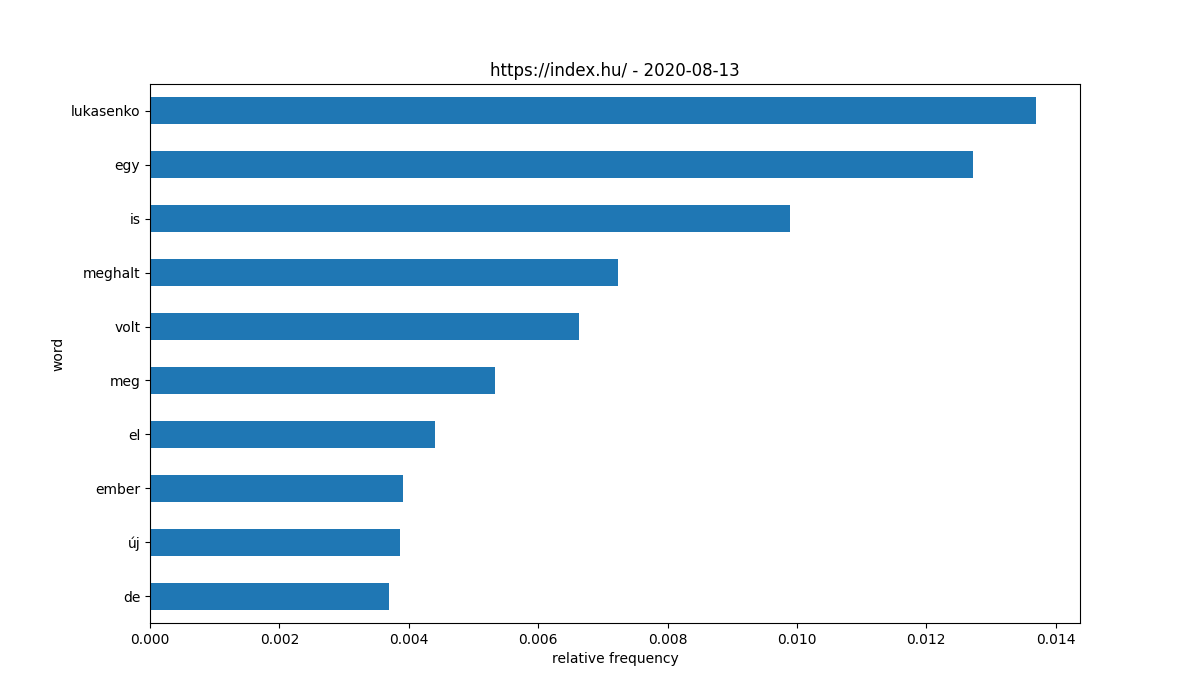 https://index.hu/ - 2020-08-13
lukasenko
egy
is
meghalt
volt
meg
el
ember
új
de
word
0.000 0.002 0.004 0.006 0.008 0.010 0.012 0.014
relative frequency